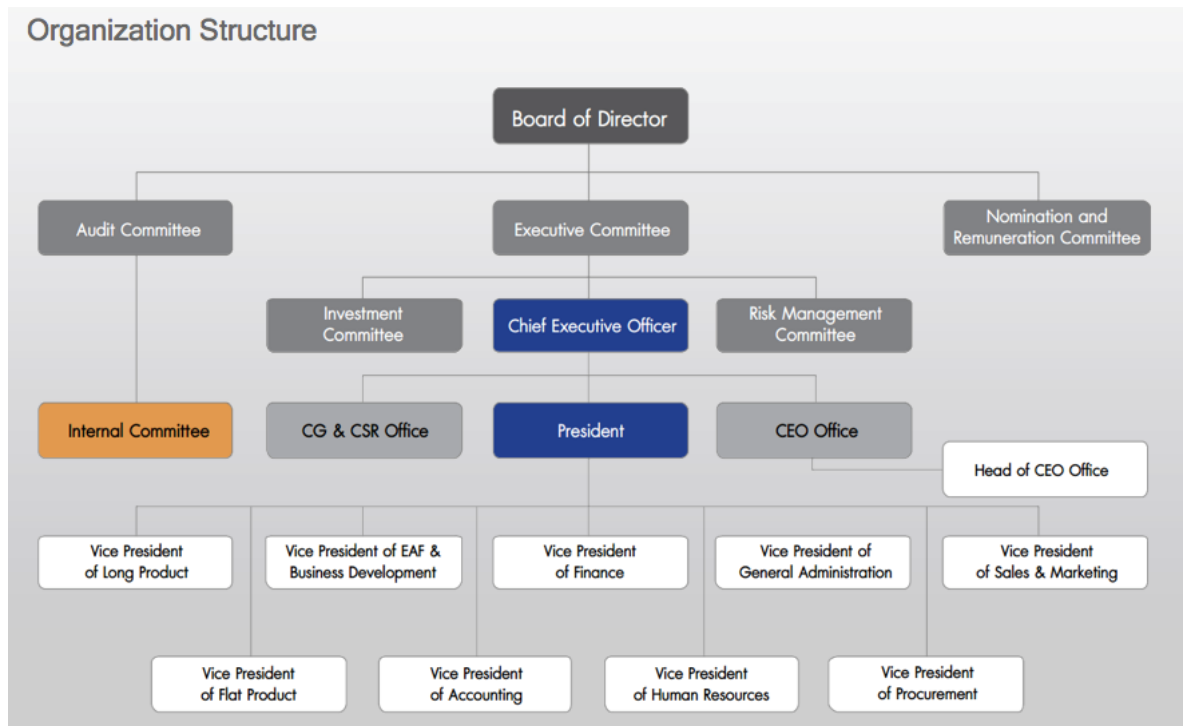 Organization Structure
Board of Director
Audit Committee
Executive Committee
Nomination and
Remuneration Committee
Investment
Committee
Chief Executive Officer
Risk Management
Committee
Internal Committee
CG & CSR Office
President
CEO Office
Head of CEO Office
Vice President
of Long Product
Vice President of EAF &
Business Development
Vice President
of Finance
Vice President of
General Administration
Vice President
of Sales & Marketing
Vice President
of Flat Product
Vice President
of Accounting
Vice President
of Human Resources
Vice President
of Procurement